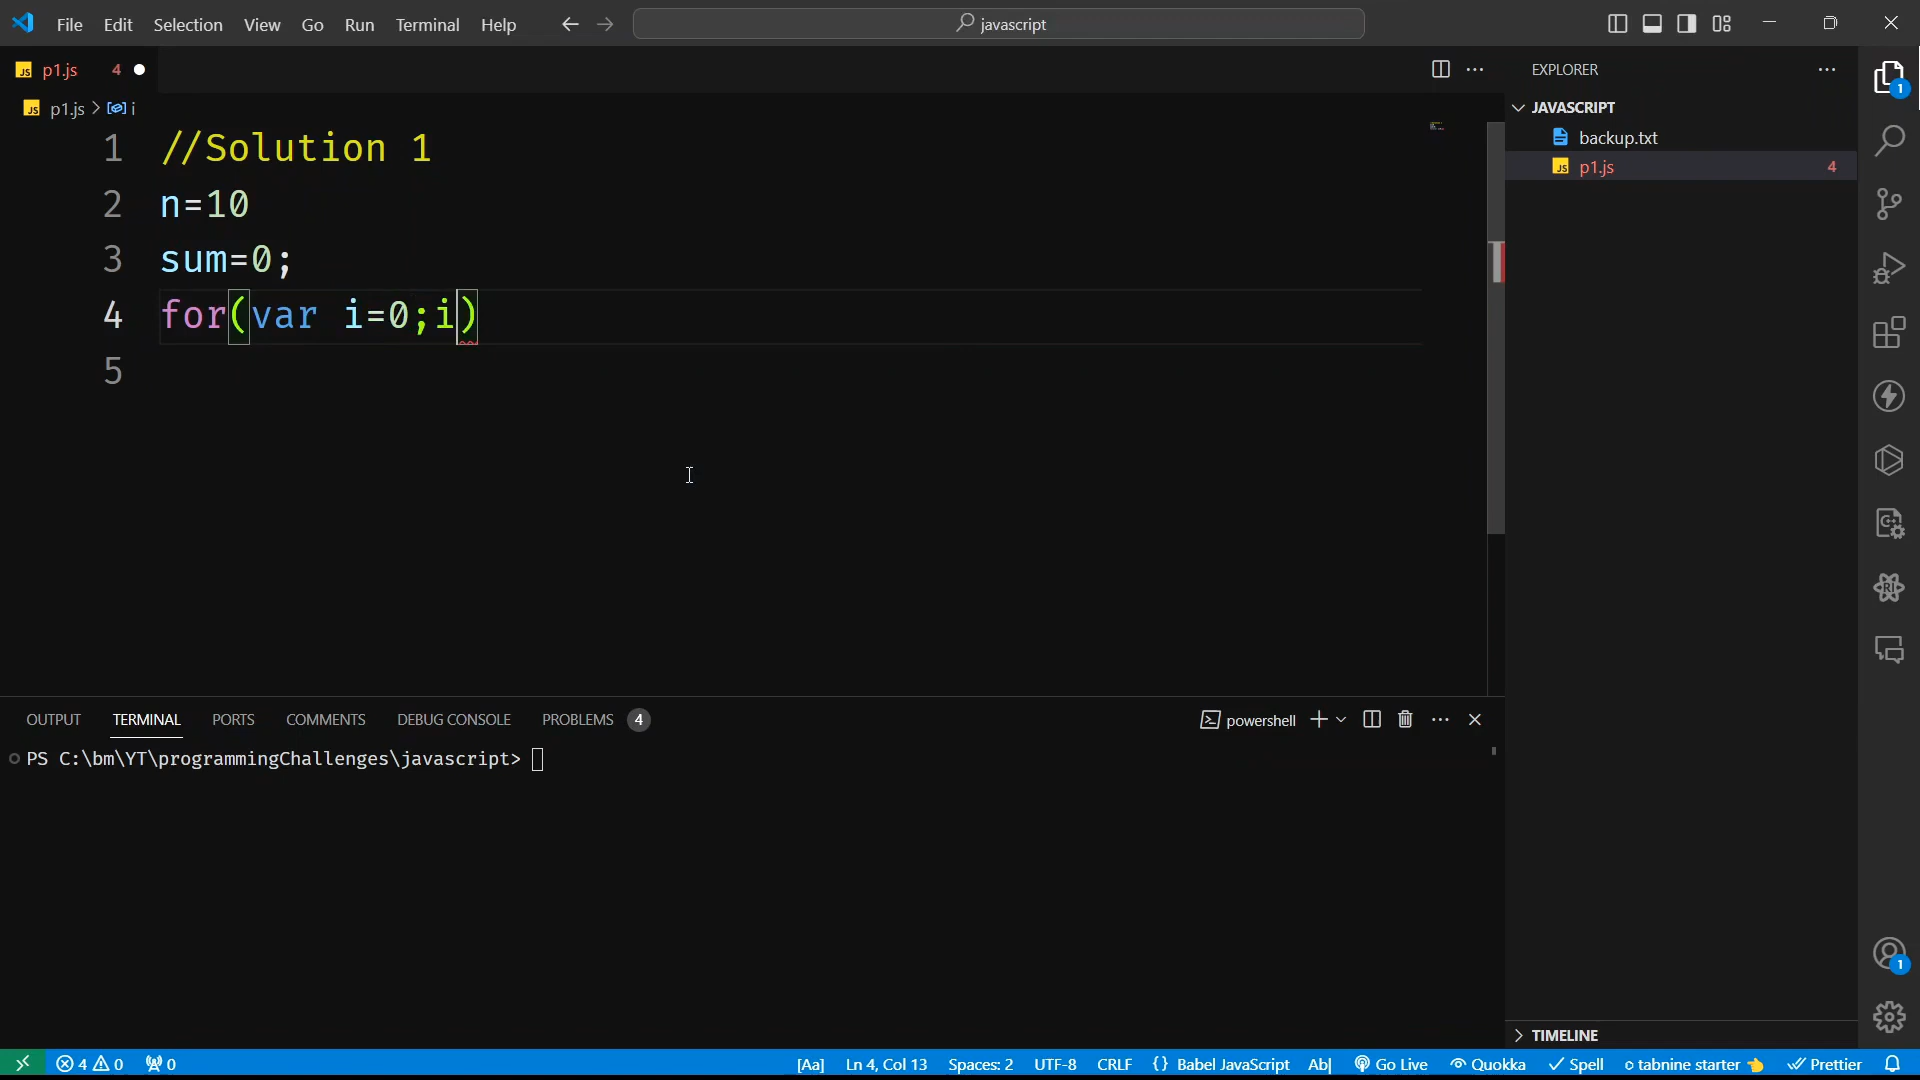 File Edit Selection View Go Run Terminal Help javascript
p1.js 4
EXPLORER
p1.js > i
JAVASCRIPT
backup.txt
p1.js 4
1 //Solution 1
2 n=10
3 sum=0;
4 for(var i=0;i)
5
OUTPUT TERMINAL PORTS COMMENTS DEBUG CONSOLE PROBLEMS 4 powershell
PS C:\bm\YT\programmingChallenges\javascript>
1
1
TIMELINE
4 0 0 [Aa] Ln 4, Col 13 Spaces: 2 UTF-8 CRLF {} Babel JavaScript Ab| Go Live Quokka Spell tabnine starter Prettier